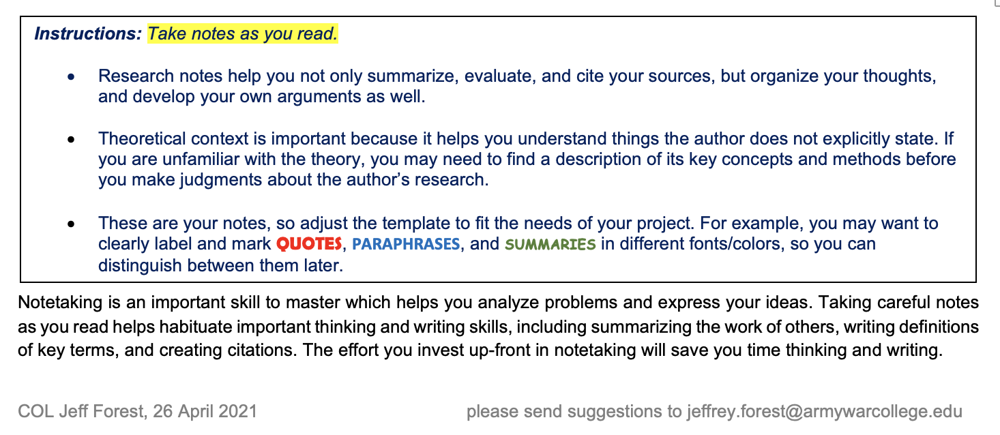 Instructions: Take notes as you read.
• Research notes help you not only summarize, evaluate, and cite your sources, but organize your thoughts,
and develop your own arguments as well.
• Theoretical context is important because it helps you understand things the author does not explicitly state. If
you are unfamiliar with the theory, you may need to find a description of its key concepts and methods before
you make judgments about the author's research.
• These are your notes, so adjust the template to fit the needs of your project. For example, you may want to
clearly label and mark QUOTES, PARAPHRASES, and SUMMARIES in different fonts/colors, so you can
distinguish between them later.
Notetaking is an important skill to master which helps you analyze problems and express your ideas. Taking careful notes
as you read helps habituate important thinking and writing skills, including summarizing the work of others, writing definitions
of key terms, and creating citations. The effort you invest up-front in notetaking will save you time thinking and writing.
COL Jeff Forest, 26 April 2021 please send suggestions to jeffrey.forest@armywarcollege.edu